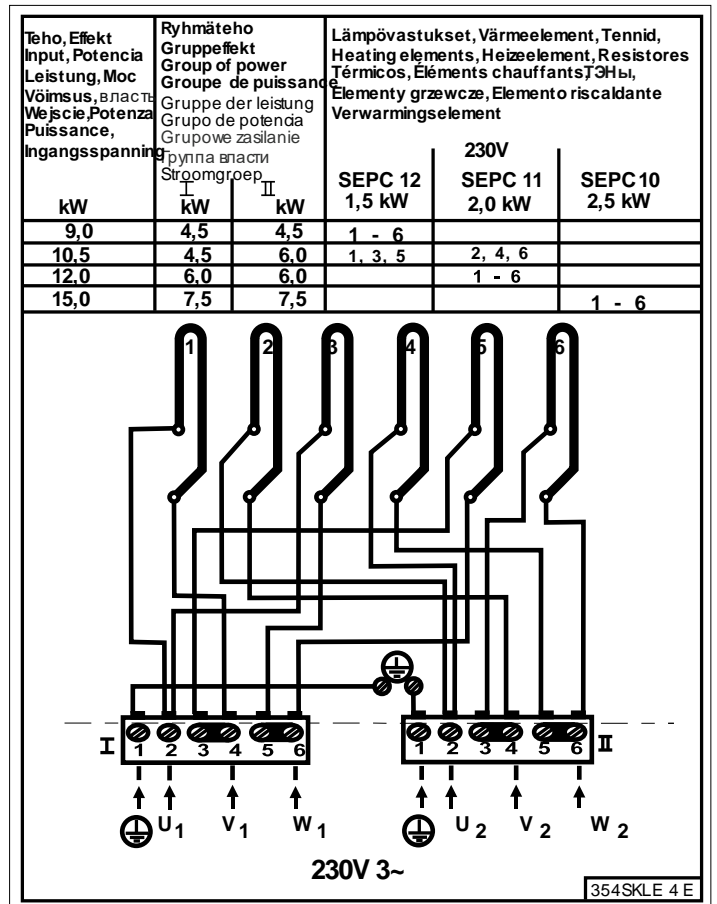 Teho, Effekt
Input, Potencia
Leistung, Moc
Vöimsus, власть
Wejscie,Potenza
Puissance,
Ingangsspanning
kW
Ryhmäteho
Gruppeffekt
Group of power
Groupe de puissance
Gruppe der leistung
Grupo de potencia
Grupowe zasilanie
Группа власти
Stroomgroep
I II
kW kW
Lämpövastukset, Värmeelement, Tennid,
Heating elements, Heizeelement, Resistores
Térmicos, Éléments chauffants,ТЭНы,
Elementy grzewcze, Elemento riscaldante
Verwarmingselement
230V
SEPC 12 SEPC 11 SEPC10
1,5 kW 2,0 kW 2,5 kW
9,0 4,5 4,5 1 - 6
10,5 4,5 6,0 1, 3, 5 2, 4, 6
12,0 6,0 6,0 1 - 6
15,0 7,5 7,5 1 - 6
1 2 3 4 5 6
I 1 2 3 4 5 6 1 2 3 4 5 6 II
U1 V1 W1 U2 V2 W2
230V 3~
354SKLE 4 E